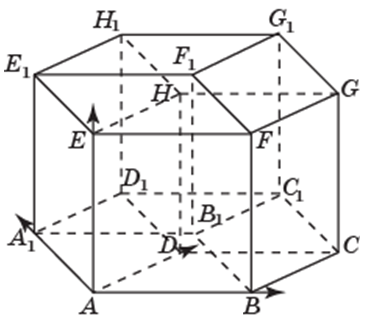 H₁ G₁
E₁ F₁
H G
E F
D₁ C₁
A₁ B₁
D C
A B